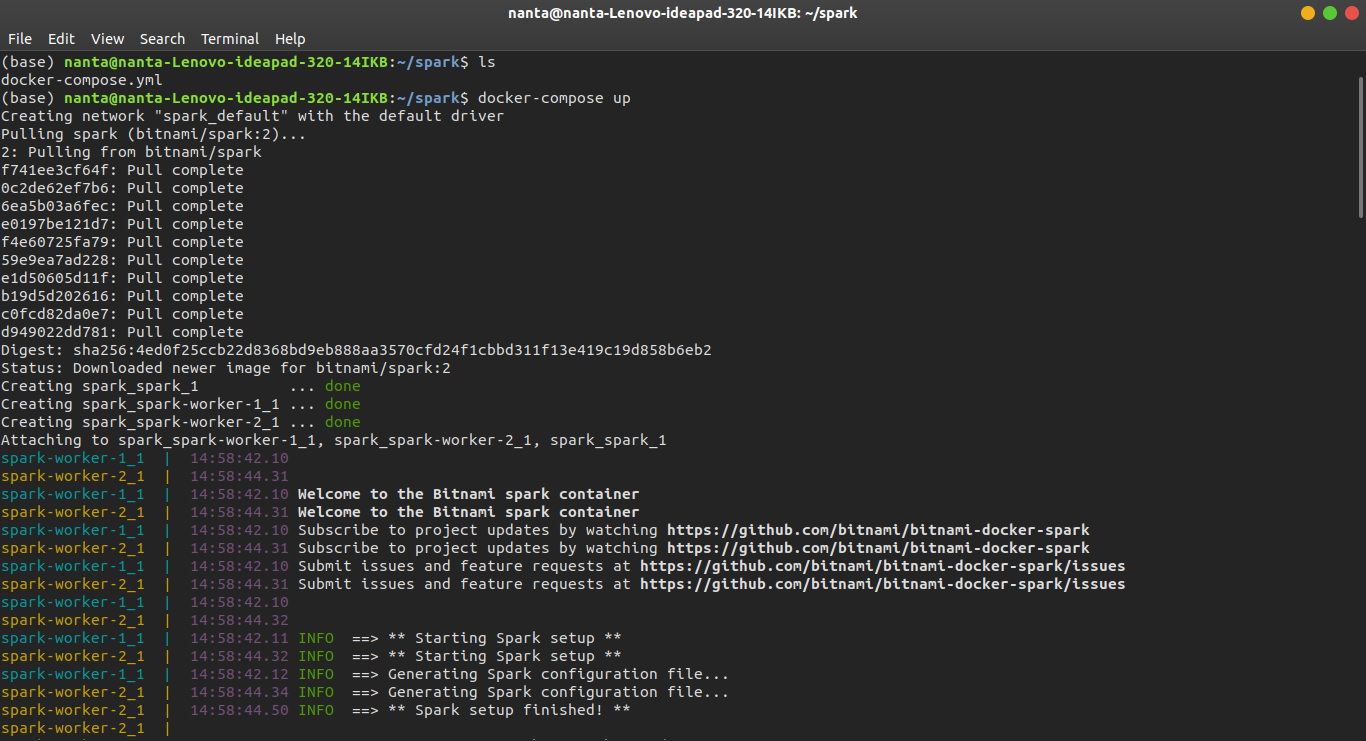 nanta@nanta-Lenovo-ideapad-320-14IKB: ~/spark
File Edit View Search Terminal Help
(base) nanta@nanta-Lenovo-ideapad-320-14IKB:~/spark$ ls
docker-compose.yml
(base) nanta@nanta-Lenovo-ideapad-320-14IKB:~/spark$ docker-compose up
Creating network "spark_default" with the default driver
Pulling spark (bitnami/spark:2)...
2: Pulling from bitnami/spark
f741ee3cf64f: Pull complete
0c2de62ef7b6: Pull complete
6ea5b03a6fec: Pull complete
e0197be121d7: Pull complete
f4e60725fa79: Pull complete
59e9ea7ad228: Pull complete
e1d50605d11f: Pull complete
b19d5d202616: Pull complete
c0fcd82da0e7: Pull complete
d949022dd781: Pull complete
Digest: sha256:4ed0f25ccb22d8368bd9eb888aa3570cfd24f1cbbd311f13e419c19d858b6eb2
Status: Downloaded newer image for bitnami/spark:2
Creating spark_spark_1          ... done
Creating spark_spark-worker-1_1 ... done
Creating spark_spark-worker-2_1 ... done
Attaching to spark_spark-worker-1_1, spark_spark-worker-2_1, spark_spark_1
spark-worker-1_1  |  14:58:42.10
spark-worker-2_1  |  14:58:44.31
spark-worker-1_1  |  14:58:42.10 Welcome to the Bitnami spark container
spark-worker-2_1  |  14:58:44.31 Welcome to the Bitnami spark container
spark-worker-1_1  |  14:58:42.10 Subscribe to project updates by watching https://github.com/bitnami/bitnami-docker-spark
spark-worker-2_1  |  14:58:44.31 Subscribe to project updates by watching https://github.com/bitnami/bitnami-docker-spark
spark-worker-1_1  |  14:58:42.10 Submit issues and feature requests at https://github.com/bitnami/bitnami-docker-spark/issues
spark-worker-2_1  |  14:58:44.31 Submit issues and feature requests at https://github.com/bitnami/bitnami-docker-spark/issues
spark-worker-1_1  |  14:58:42.10
spark-worker-2_1  |  14:58:44.32
spark-worker-1_1  |  14:58:42.11 INFO  ==> ** Starting Spark setup **
spark-worker-2_1  |  14:58:44.32 INFO  ==> ** Starting Spark setup **
spark-worker-1_1  |  14:58:42.12 INFO  ==> Generating Spark configuration file...
spark-worker-2_1  |  14:58:44.34 INFO  ==> Generating Spark configuration file...
spark-worker-2_1  |  14:58:44.50 INFO  ==> ** Spark setup finished! **
spark-worker-2_1  |